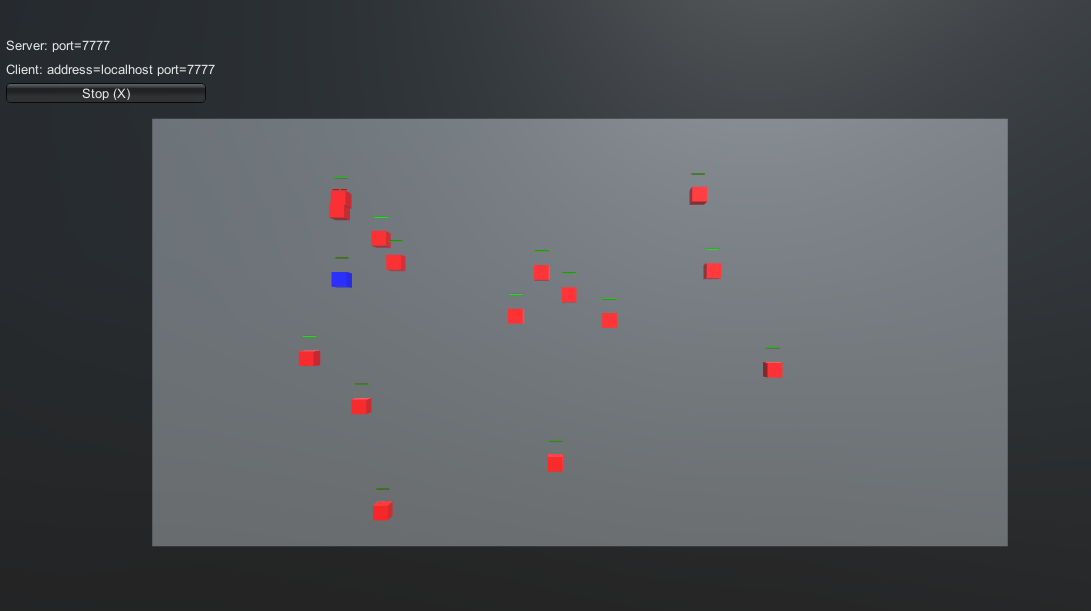 Server: port=7777
Client: address=localhost port=7777
Stop (X)